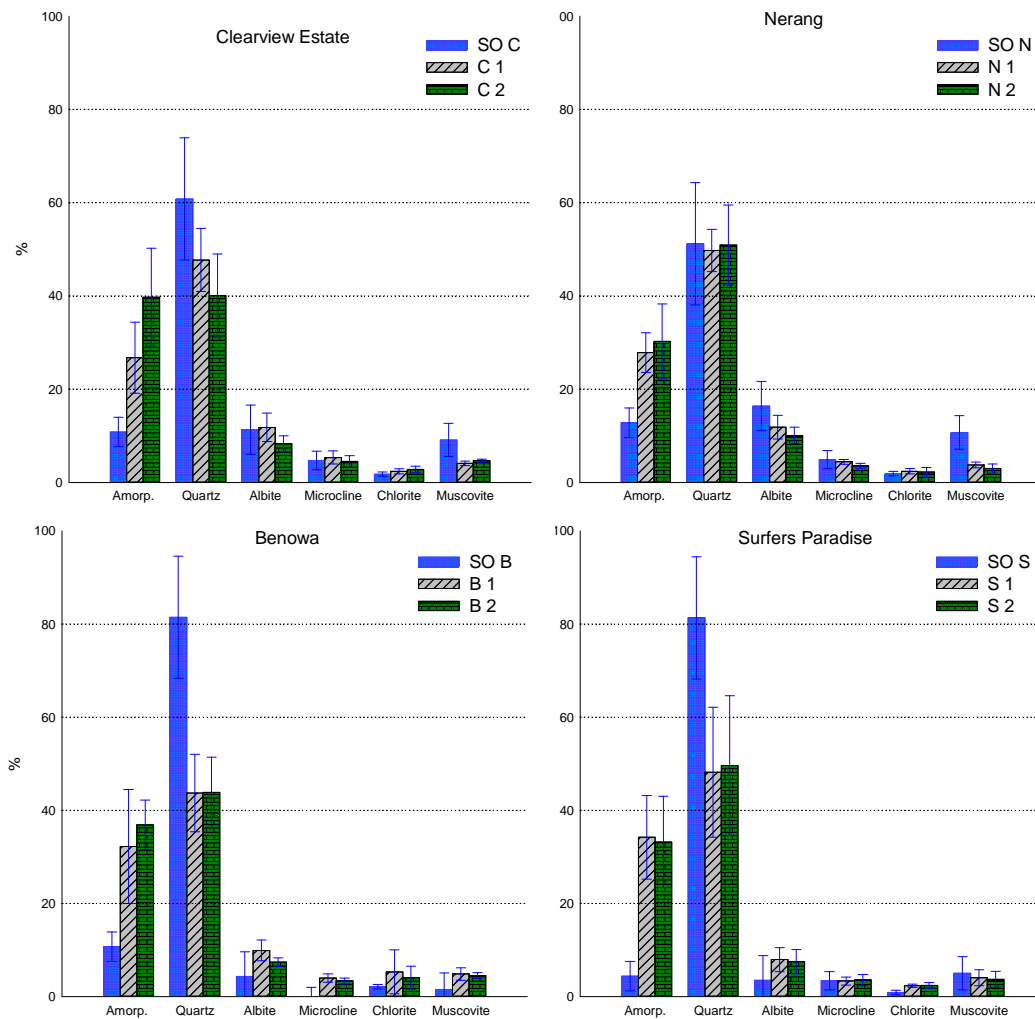 Clearview Estate
SO C
C 1
C 2
%
100
80
60
40
20
0
Amorp. Quartz Albite Microcline Chlorite Muscovite
Nerang
SO N
N 1
N 2
00
80
60
40
20
0
Amorp. Quartz Albite Microcline Chlorite Muscovite
Benowa
SO B
B 1
B 2
%
100
80
60
40
20
0
Amorp. Quartz Albite Microcline Chlorite Muscovite
Surfers Paradise
SO S
S 1
S 2
00
80
60
40
20
0
Amorp. Quartz Albite Microcline Chlorite Muscovite